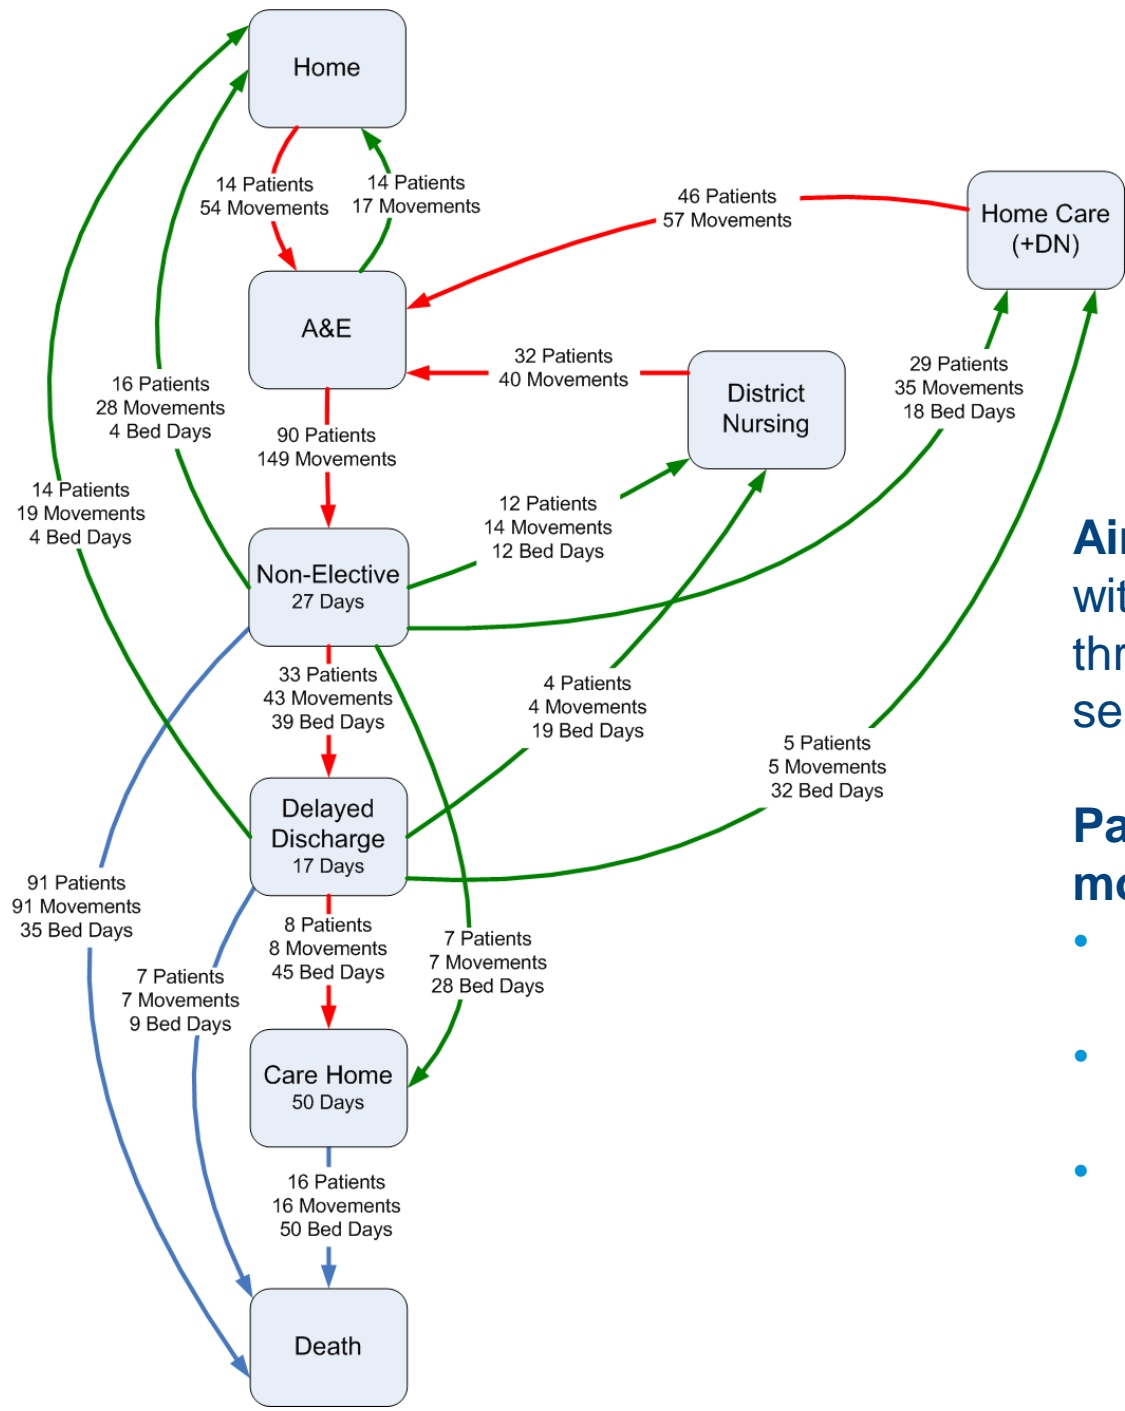 Home
14 Patients
54 Movements
14 Patients
17 Movements
46 Patients
57 Movements
Home Care
(+DN)
A&E
32 Patients
40 Movements
District
Nursing
29 Patients
35 Movements
18 Bed Days
16 Patients
28 Movements
4 Bed Days
90 Patients
149 Movements
14 Patients
19 Movements
4 Bed Days
12 Patients
14 Movements
12 Bed Days
Non-Elective
27 Days
33 Patients
43 Movements
39 Bed Days
4 Patients
4 Movements
19 Bed Days
5 Patients
5 Movements
32 Bed Days
Delayed
Discharge
17 Days
91 Patients
91 Movements
35 Bed Days
7 Patients
7 Movements
9 Bed Days
8 Patients
8 Movements
45 Bed Days
7 Patients
7 Movements
28 Bed Days
Care Home
50 Days
16 Patients
16 Movements
50 Bed Days
Death